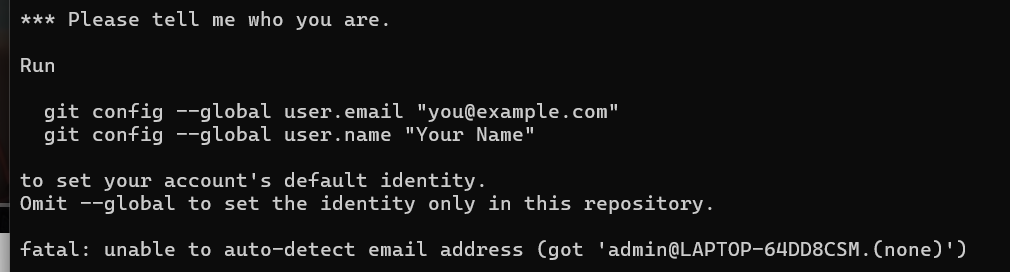 *** Please tell me who you are.
Run
git config --global user.email "you@example.com"
git config --global user.name "Your Name"
to set your account's default identity.
Omit --global to set the identity only in this repository.
fatal: unable to auto-detect email address (got 'admin@LAPTOP-64DD8CSM.(none)')